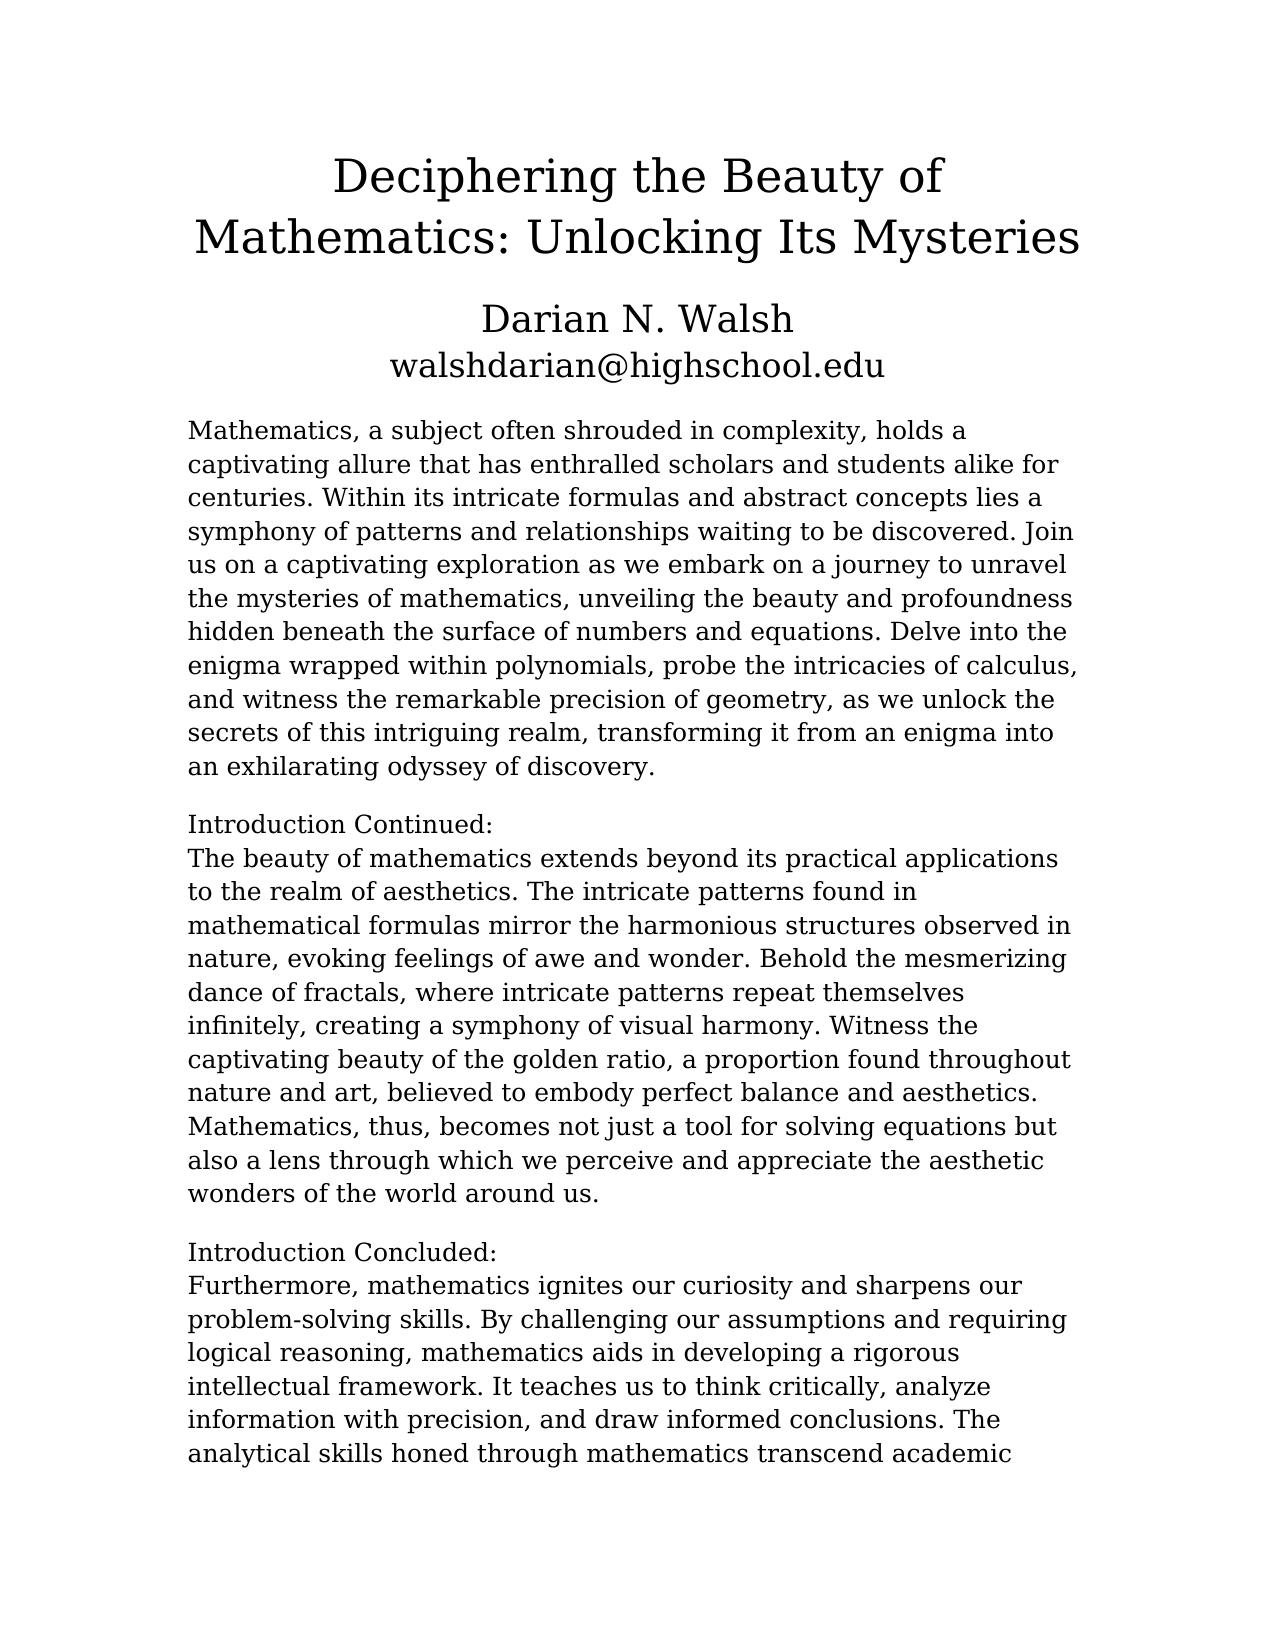 Deciphering the Beauty of
Mathematics: Unlocking Its Mysteries
Darian N. Walsh
walshdarian@highschool.edu
Mathematics, a subject often shrouded in complexity, holds a
captivating allure that has enthralled scholars and students alike for
centuries. Within its intricate formulas and abstract concepts lies a
symphony of patterns and relationships waiting to be discovered. Join
us on a captivating exploration as we embark on a journey to unravel
the mysteries of mathematics, unveiling the beauty and profoundness
hidden beneath the surface of numbers and equations. Delve into the
enigma wrapped within polynomials, probe the intricacies of calculus,
and witness the remarkable precision of geometry, as we unlock the
secrets of this intriguing realm, transforming it from an enigma into
an exhilarating odyssey of discovery.
Introduction Continued:
The beauty of mathematics extends beyond its practical applications
to the realm of aesthetics. The intricate patterns found in
mathematical formulas mirror the harmonious structures observed in
nature, evoking feelings of awe and wonder. Behold the mesmerizing
dance of fractals, where intricate patterns repeat themselves
infinitely, creating a symphony of visual harmony. Witness the
captivating beauty of the golden ratio, a proportion found throughout
nature and art, believed to embody perfect balance and aesthetics.
Mathematics, thus, becomes not just a tool for solving equations but
also a lens through which we perceive and appreciate the aesthetic
wonders of the world around us.
Introduction Concluded:
Furthermore, mathematics ignites our curiosity and sharpens our
problem-solving skills. By challenging our assumptions and requiring
logical reasoning, mathematics aids in developing a rigorous
intellectual framework. It teaches us to think critically, analyze
information with precision, and draw informed conclusions. The
analytical skills honed through mathematics transcend academic